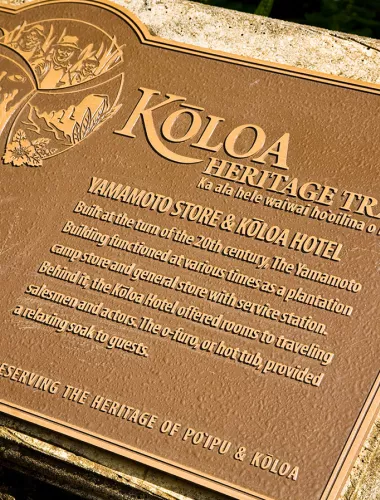 KŌLOA
HERITAGE TR
ka ala hele waiwai hoʻoilina o
YAMAMOTO STORE & KŌLOA HOTEL
Built at the turn of the 20th century, The Yamamoto
Building functioned at various times as a plantation
camp store and general store with service station.
Behind it, the Kōloa Hotel offered rooms to traveling
salesmen and actors. The o-furo, or hot tub, provided
a relaxing soak to guests.
ESERVING THE HERITAGE OF PO'IPU & KŌLOA